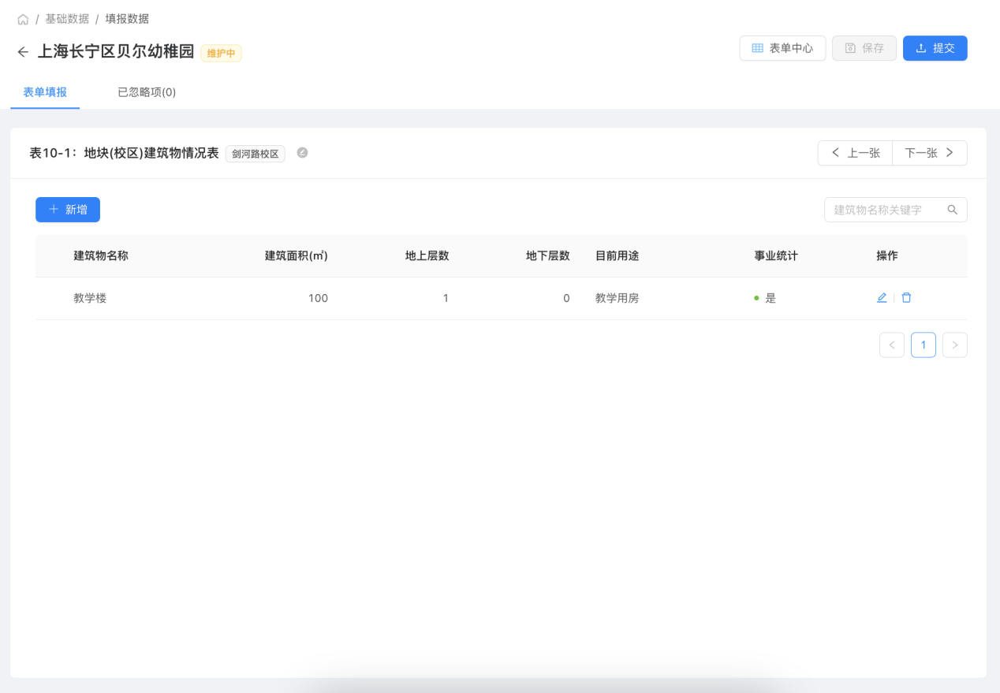 / 基础数据 / 填报数据
上海长宁区贝尔幼稚园 维护中
表单中心 保存 提交
表单填报 已忽略项(0)
表10-1：地块(校区)建筑物情况表 剑河路校区
上一张 下一张
新增
建筑物名称关键字
建筑物名称 建筑面积(㎡) 地上层数 地下层数 目前用途 事业统计 操作
教学楼 100 1 0 教学用房 是
1